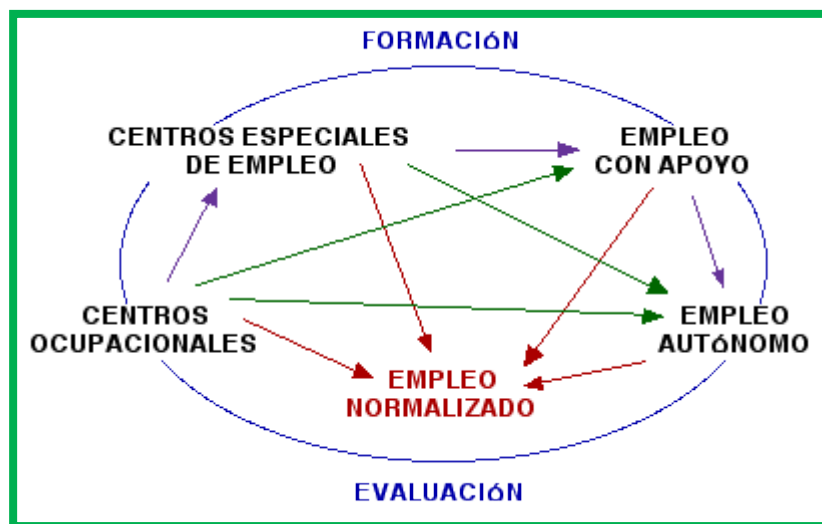 FORMACIóN
CENTROS ESPECIALES
DE EMPLEO
EMPLEO
CON APOYO
CENTROS
OCUPACIONALES
EMPLEO
AUTóNOMO
EMPLEO
NORMALIZADO
EVALUACIóN